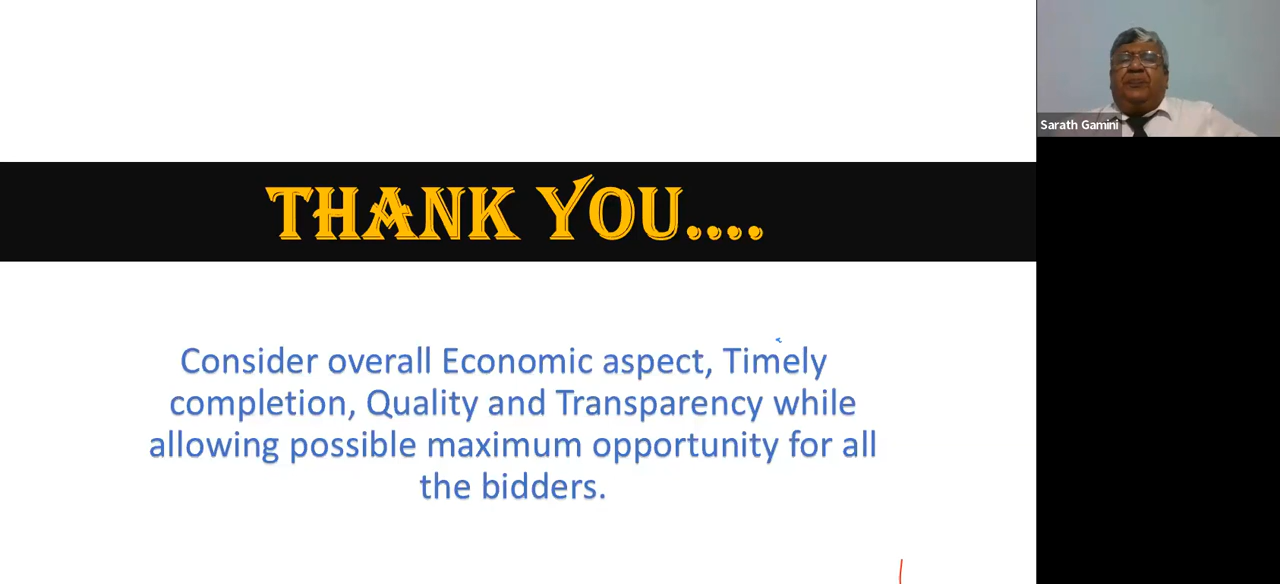 Sarath Gamini
THANK YOU....
Consider overall Economic aspect, Timely
completion, Quality and Transparency while
allowing possible maximum opportunity for all
the bidders.